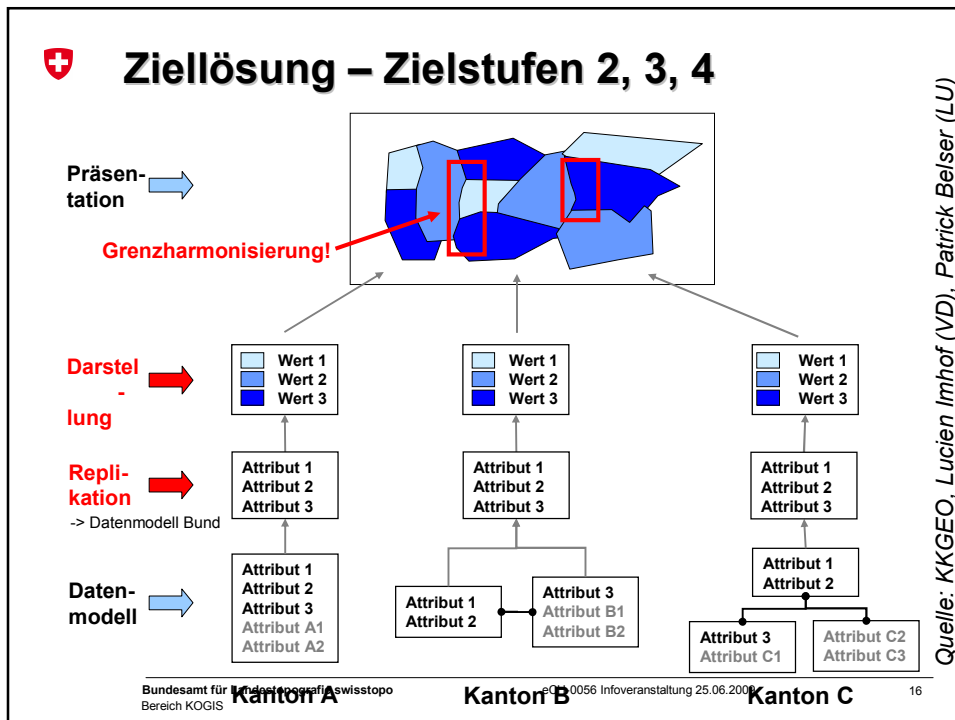 Ziellösung – Zielstufen 2, 3, 4
Präsen-
tation
Grenzharmonisierung!
Darstel
-
lung
Wert 1
Wert 2
Wert 3
Wert 1
Wert 2
Wert 3
Wert 1
Wert 2
Wert 3
Repli-
kation
-> Datenmodell Bund
Attribut 1
Attribut 2
Attribut 3
Attribut 1
Attribut 2
Attribut 3
Attribut 1
Attribut 2
Attribut 3
Daten-
modell
Attribut 1
Attribut 2
Attribut 3
Attribut A1
Attribut A2
Attribut 1
Attribut 2
Attribut 3
Attribut B1
Attribut B2
Attribut 1
Attribut 2
Attribut 3
Attribut C1
Attribut C2
Attribut C3
Kanton A
Kanton B
Kanton C
Bundesamt für Landestopografie swisstopo
Bereich KOGIS
eCH-0056 Infoveranstaltung 25.06.2009
16
Quelle: KKGEO, Lucien Imhof (VD), Patrick Belser (LU)